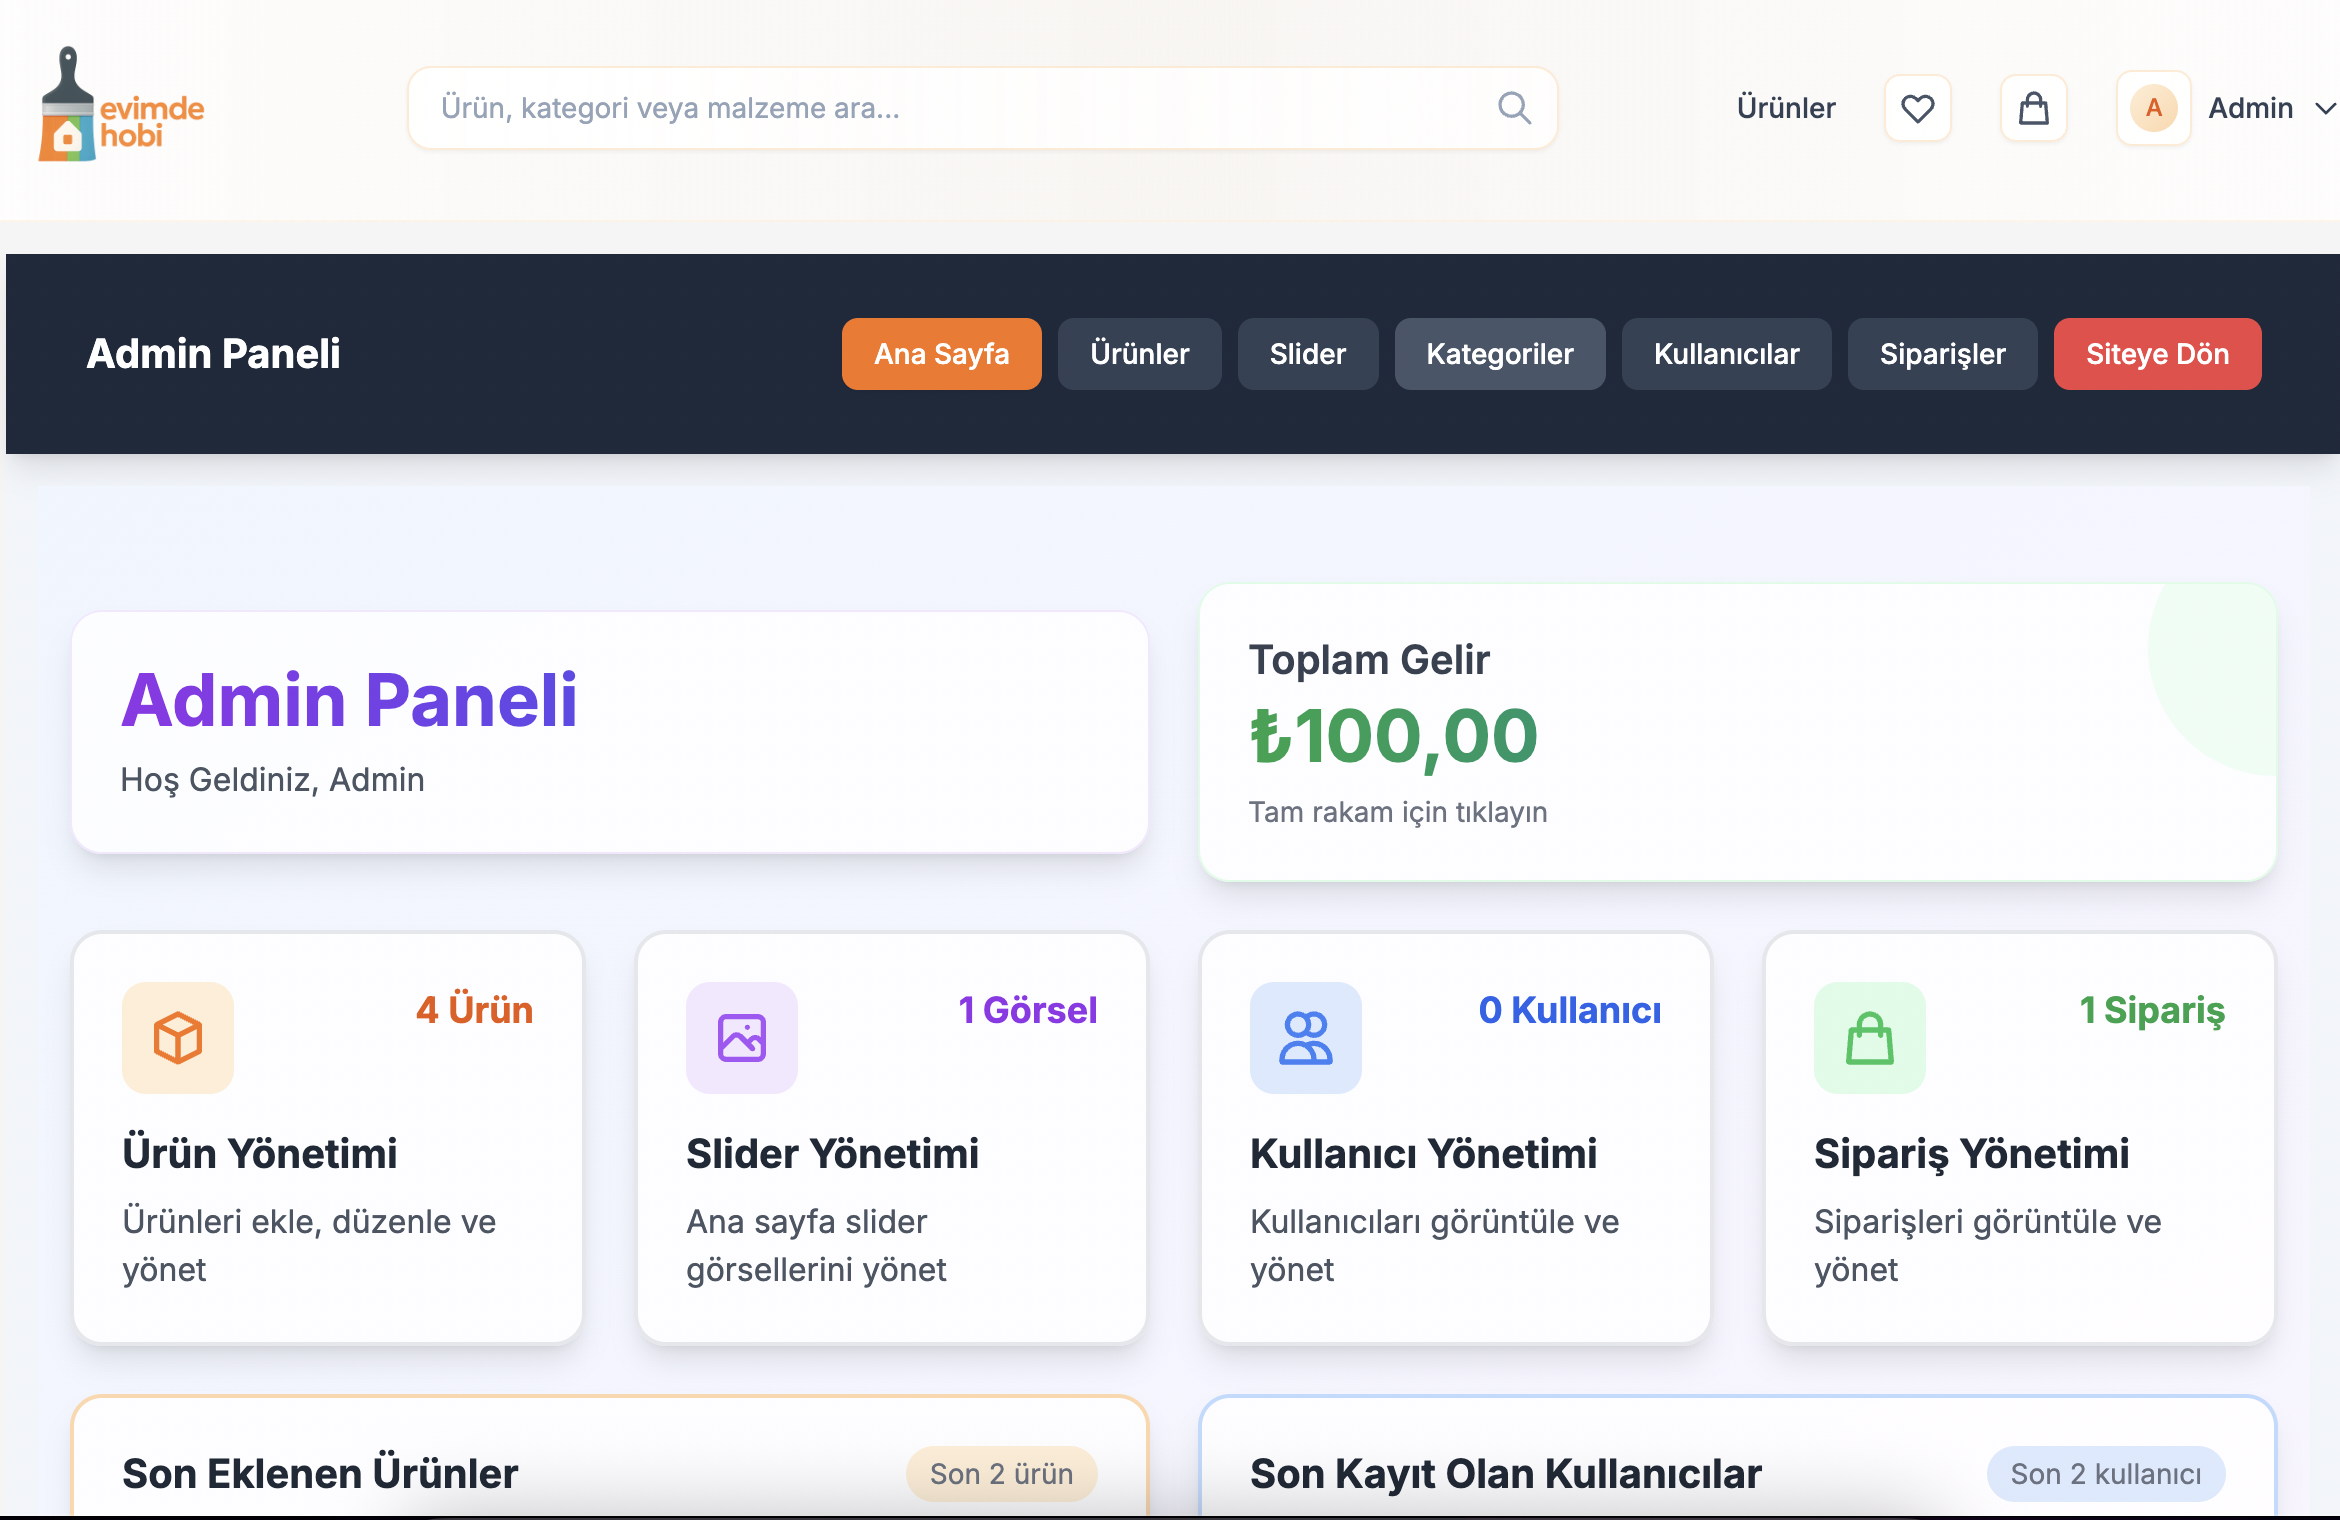 evimde
hobi
Ürün, kategori veya malzeme ara...
Ürünler
A
Admin
Admin Paneli
Ana Sayfa
Ürünler
Slider
Kategoriler
Kullanıcılar
Siparişler
Siteye Dön
Admin Paneli
Hoş Geldiniz, Admin
Toplam Gelir
₺100,00
Tam rakam için tıklayın
4 Ürün
Ürün Yönetimi
Ürünleri ekle, düzenle ve
yönet
1 Görsel
Slider Yönetimi
Ana sayfa slider
görsellerini yönet
0 Kullanıcı
Kullanıcı Yönetimi
Kullanıcıları görüntüle ve
yönet
1 Sipariş
Sipariş Yönetimi
Siparişleri görüntüle ve
yönet
Son Eklenen Ürünler
Son 2 ürün
Son Kayıt Olan Kullanıcılar
Son 2 kullanıcı